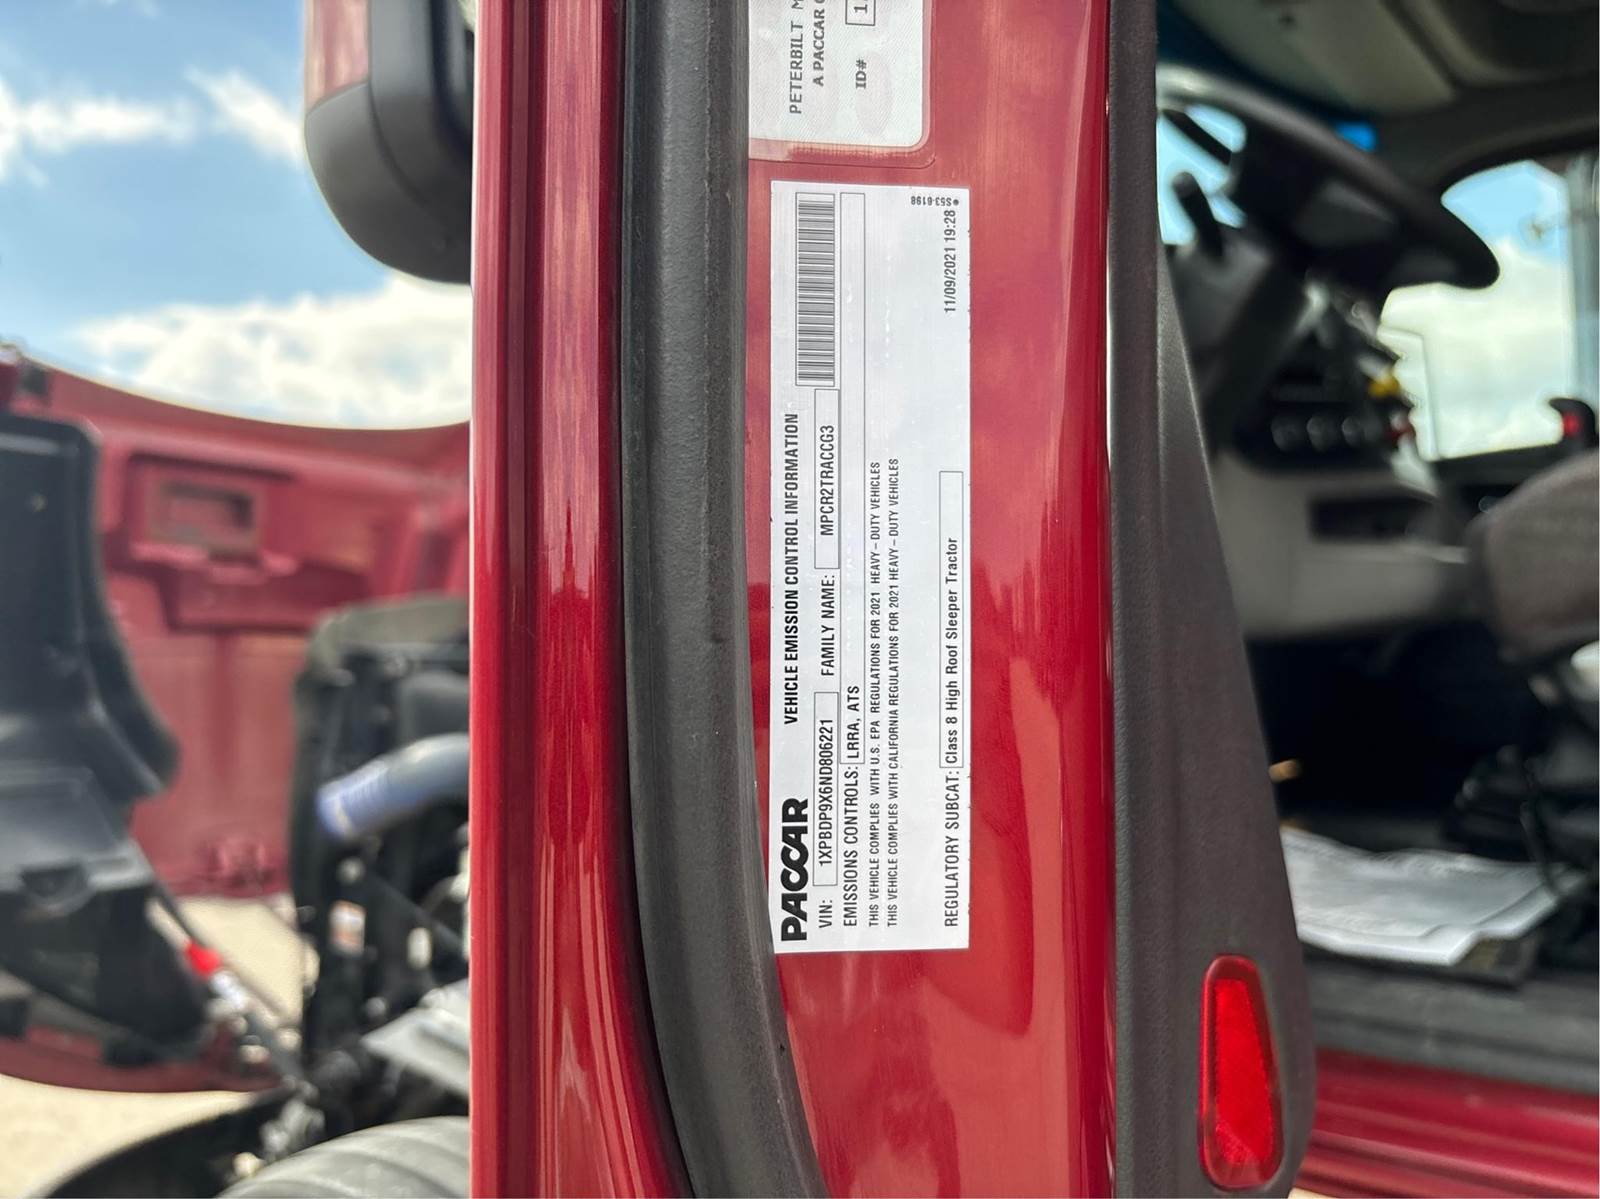 PETERBILT
A PACCAR
ID#
PACCAR
VEHICLE EMISSION CONTROL INFORMATION
VIN: 1XPBDP9X6ND806221 FAMILY NAME: MPCR2TRACCG3
EMISSIONS CONTROLS: LRRA, ATS
THIS VEHICLE COMPLIES WITH U.S. EPA REGULATIONS FOR 2021 HEAVY-DUTY VEHICLES
THIS VEHICLE COMPLIES WITH CALIFORNIA REGULATIONS FOR 2021 HEAVY-DUTY VEHICLES
REGULATORY SUBCAT: Class 8 High Roof Sleeper Tractor
11/09/2021 19:28
S53-6198